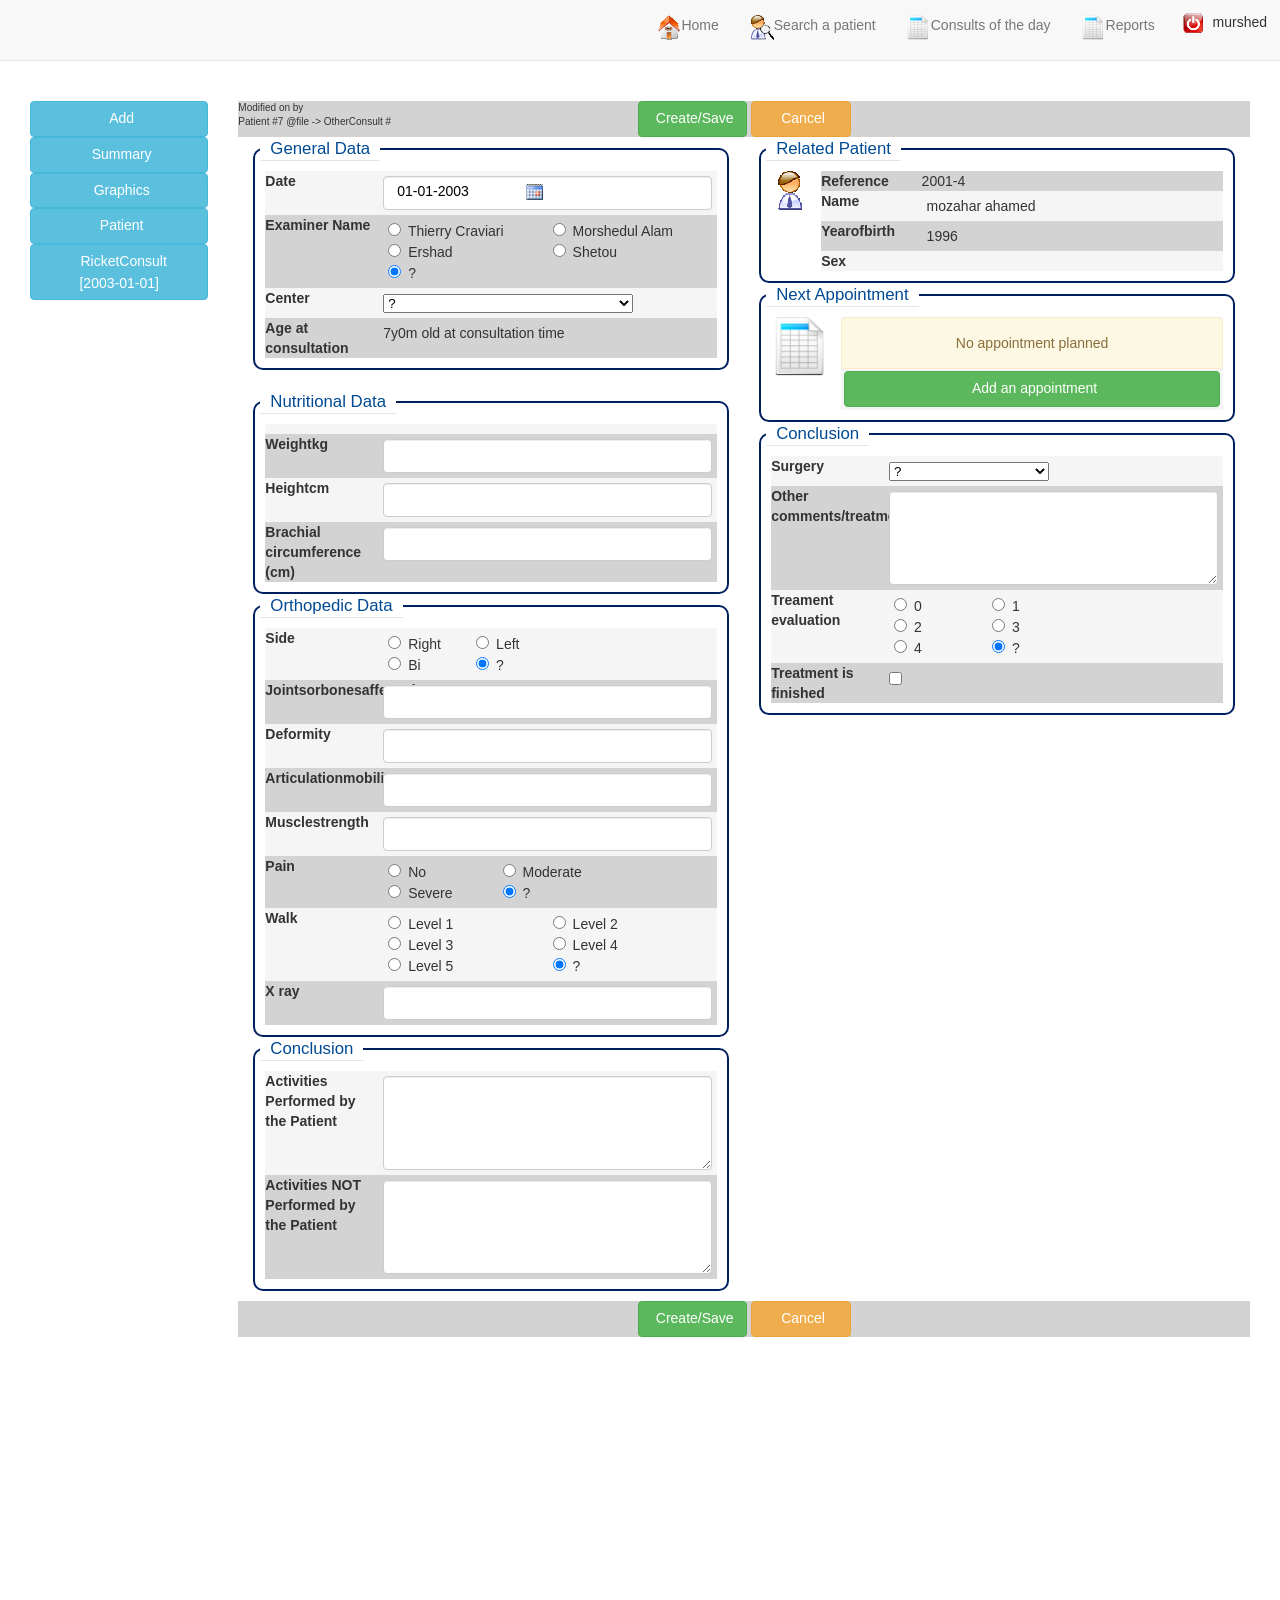 Home Search a patient Consults of the day Reports murshed
Add
Summary
Graphics
Patient
RicketConsult
[2003-01-01]
Modified on by
Patient #7 @file -> OtherConsult #
Create/Save Cancel
General Data
Date 01-01-2003
Examiner Name Thierry Craviari Morshedul Alam
Ershad Shetou
?
Center ?
Age at
consultation
7y0m old at consultation time
Nutritional Data
Weightkg
Heightcm
Brachial
circumference
(cm)
Orthopedic Data
Side Right Left
Bi ?
Deformity
Musclestrength
Pain No Moderate
Severe ?
Walk Level 1 Level 2
Level 3 Level 4
Level 5 ?
X ray
Conclusion
Activities
Performed by
the Patient
Activities NOT
Performed by
the Patient
Related Patient
Reference 2001-4
Name mozahar ahamed
Yearofbirth 1996
Sex
Next Appointment
No appointment planned
Add an appointment
Conclusion
Surgery ?
Other
Treament
evaluation
0 1
2 3
4 ?
Treatment is
finished
Create/Save Cancel